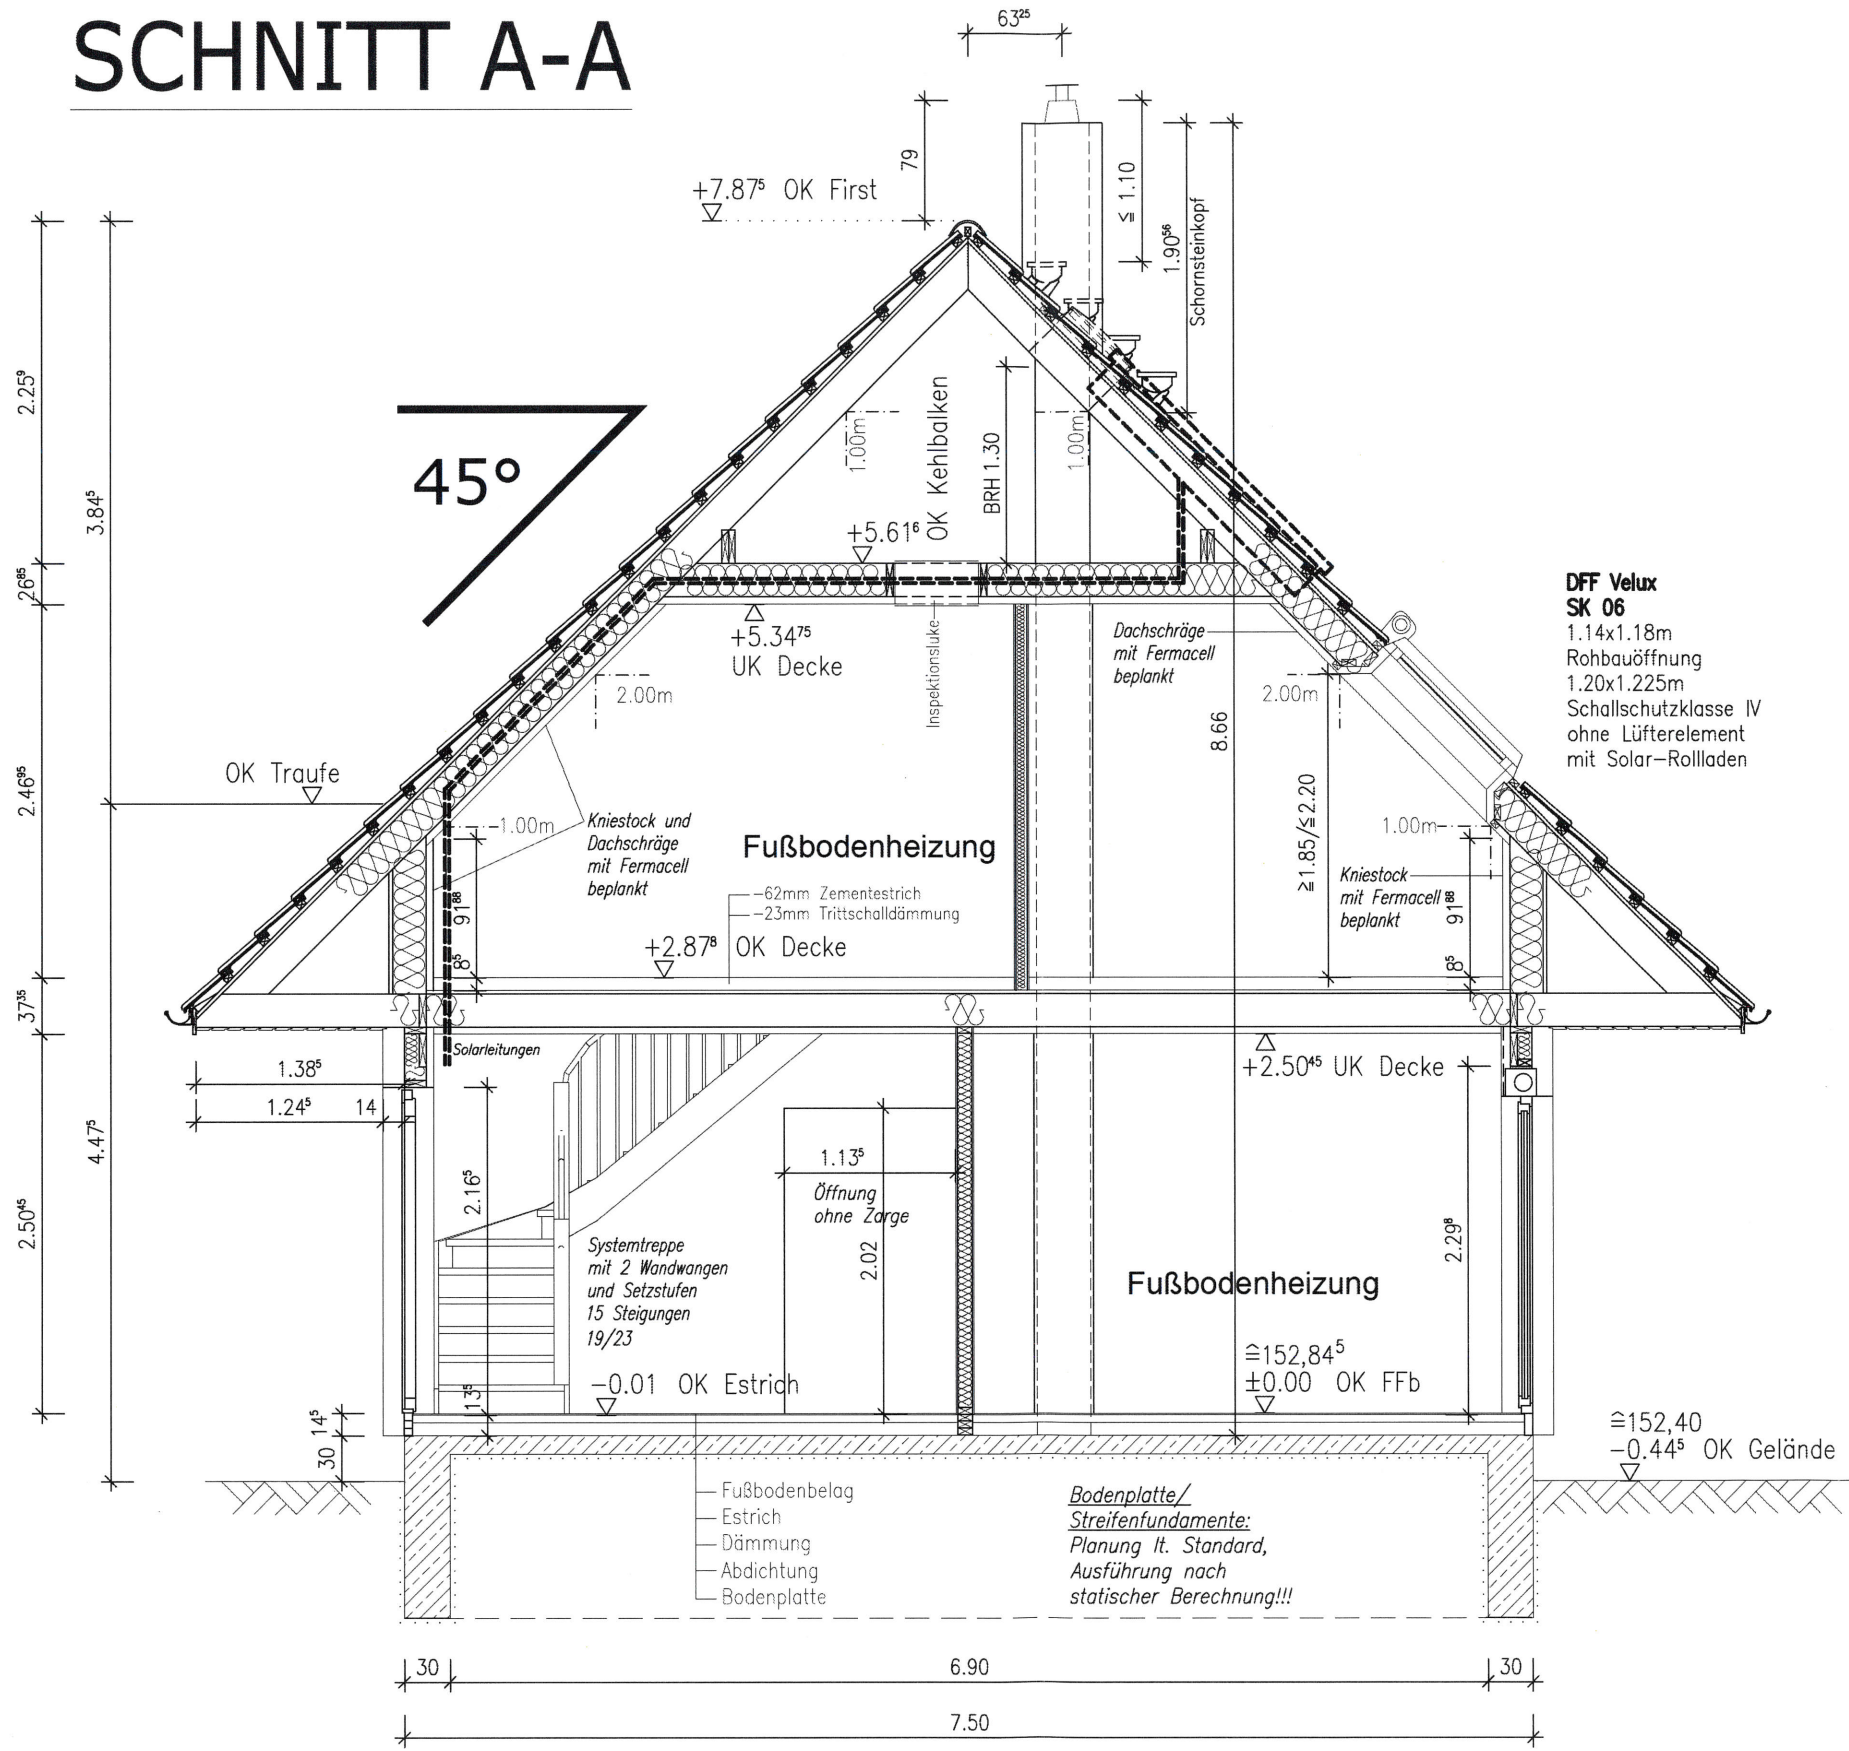 SCHNITT A-A
63²⁵
79
≤ 1.10
1.90⁵⁶
Schornsteinkopf
+7.87⁵ OK First
45°
2.25⁹
3.84⁵
26⁸⁵
2.46⁹⁵
37³⁵
4.47⁵
2.50⁴⁵
1.00m
1.00m
OK Kehlbalken
+5.61⁶
BRH 1.30
+5.34⁷⁵
UK Decke
Inspektionsluke
Dachschräge
mit Fermacell
beplankt
2.00m
2.00m
8.66
DFF Velux
SK 06
1.14x1.18m
Rohbauöffnung
1.20x1.225m
Schallschutzklasse IV
ohne Lüfterelement
mit Solar-Rollladen
OK Traufe
1.00m
Kniestock und
Dachschräge
mit Fermacell
beplankt
Fußbodenheizung
-62mm Zementestrich
-23mm Trittschalldämmung
+2.87⁸ OK Decke
91⁸⁸
8⁵
≥1.85/≤2.20
1.00m
Kniestock
mit Fermacell
beplankt
91⁸⁸
8⁵
Solarleitungen
+2.50⁴⁵ UK Decke
1.38⁵
1.24⁵
14
2.16⁵
1.13⁵
Öffnung
ohne Zarge
2.02
Systemtreppe
mit 2 Wandwangen
und Setzstufen
15 Steigungen
19/23
2.29⁸
Fußbodenheizung
≙152,84⁵
±0.00 OK FFb
-0.01 OK Estrich
13⁵
14⁵
30
≙152,40
-0.44⁵ OK Gelände
Fußbodenbelag
Estrich
Dämmung
Abdichtung
Bodenplatte
Bodenplatte/
Streifenfundamente:
Planung lt. Standard,
Ausführung nach
statischer Berechnung!!!
30
6.90
30
7.50